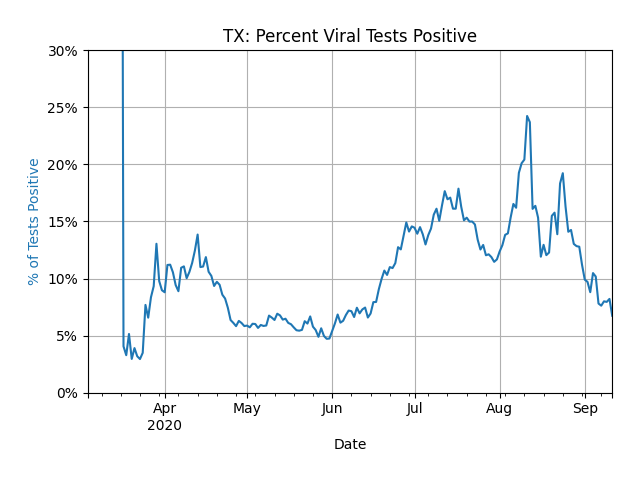 TX: Percent Viral Tests Positive
30%
25%
20%
15%
10%
5%
0%
% of Tests Positive
Apr May Jun Jul Aug Sep
2020
Date